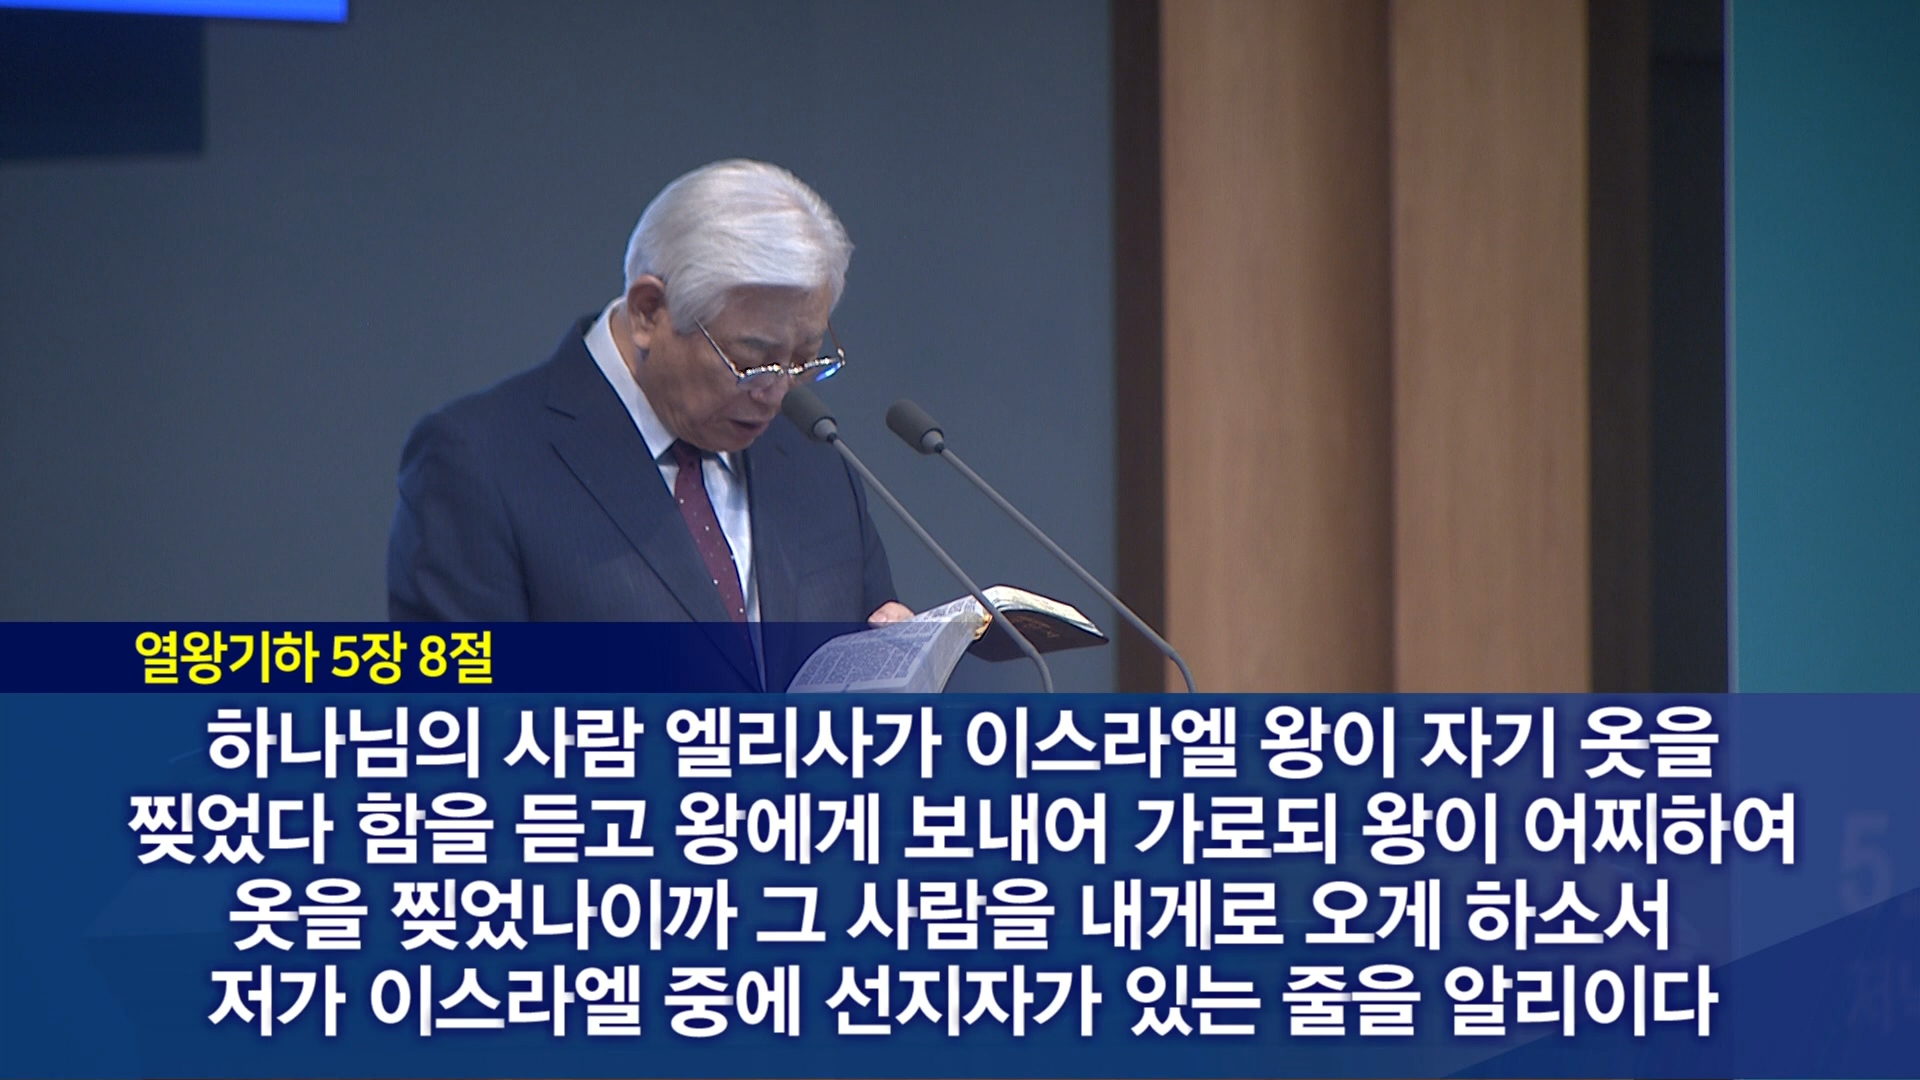 열왕기하 5장 8절
하나님의 사람 엘리사가 이스라엘 왕이 자기 옷을
찢었다 함을 듣고 왕에게 보내어 가로되 왕이 어찌하여
옷을 찢었나이까 그 사람을 내게로 오게 하소서
저가 이스라엘 중에 선지자가 있는 줄을 알리이다